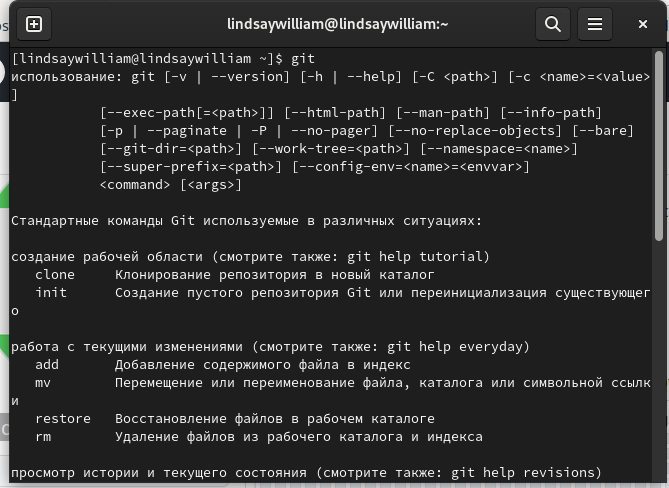 lindsaywilliam@lindsaywilliam:~
[lindsaywilliam@lindsaywilliam ~]$ git
использование: git [-v | --version] [-h | --help] [-C <path>] [-c <name>=<value>
]
           [--exec-path[=<path>]] [--html-path] [--man-path] [--info-path]
           [-p | --paginate | -P | --no-pager] [--no-replace-objects] [--bare]
           [--git-dir=<path>] [--work-tree=<path>] [--namespace=<name>]
           [--super-prefix=<path>] [--config-env=<name>=<envvar>]
           <command> [<args>]
Стандартные команды Git используемые в различных ситуациях:
создание рабочей области (смотрите также: git help tutorial)
   clone     Клонирование репозитория в новый каталог
   init      Создание пустого репозитория Git или переинициализация существующег
о
работа с текущими изменениями (смотрите также: git help everyday)
   add       Добавление содержимого файла в индекс
   mv        Перемещение или переименование файла, каталога или символьной ссылк
и
   restore   Восстановление файлов в рабочем каталоге
   rm        Удаление файлов из рабочего каталога и индекса
просмотр истории и текущего состояния (смотрите также: git help revisions)